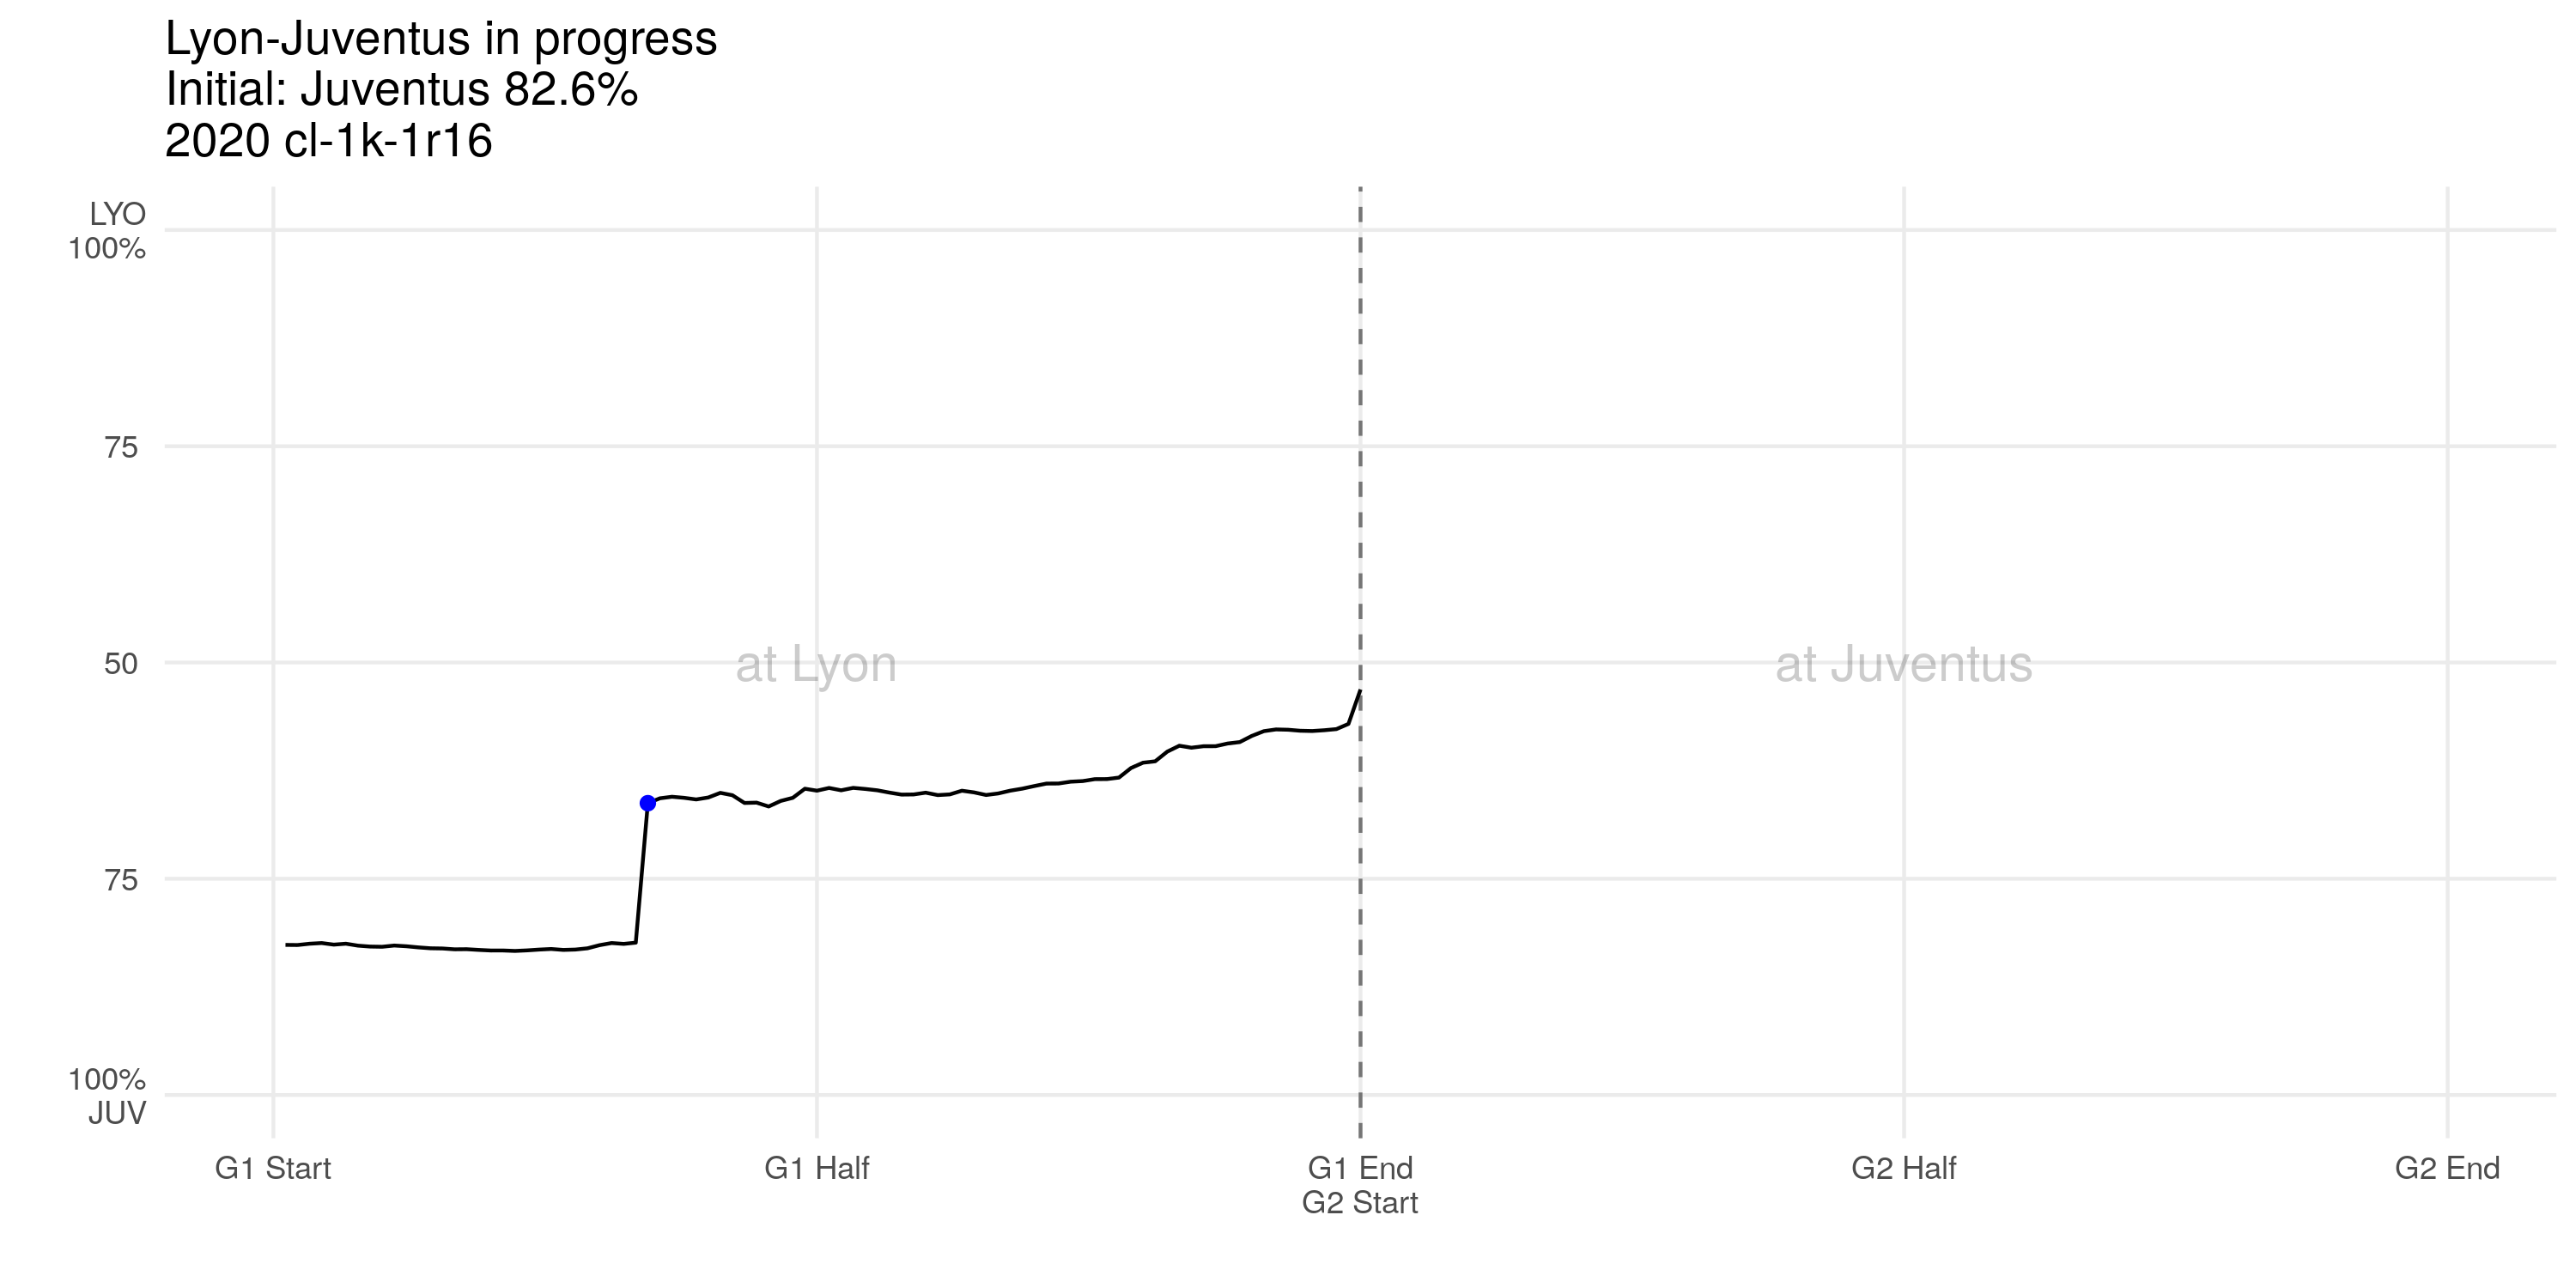 Lyon-Juventus in progress
Initial: Juventus 82.6%
2020 cl-1k-1r16
LYO
100%
75
50
75
100%
JUV
at Lyon
at Juventus
G1 Start
G1 Half
G1 End
G2 Start
G2 Half
G2 End